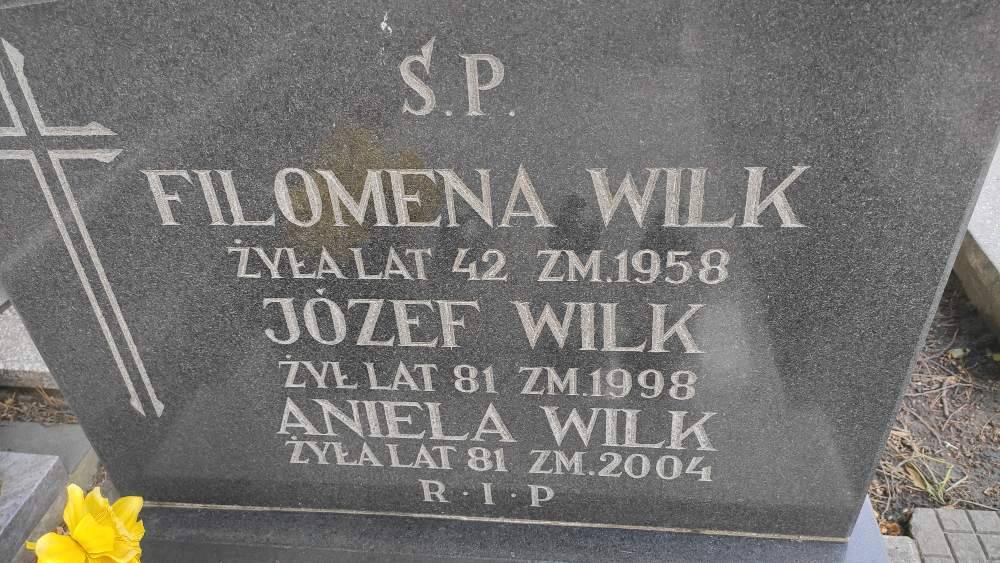 Ś.P.
FILOMENA WILK
ŻYŁA LAT 42 ZM.1958
JÓZEF WILK
ŻYŁ LAT 81 ZM.1998
ANIELA WILK
ŻYŁA LAT 81 ZM.2004
R·I·P